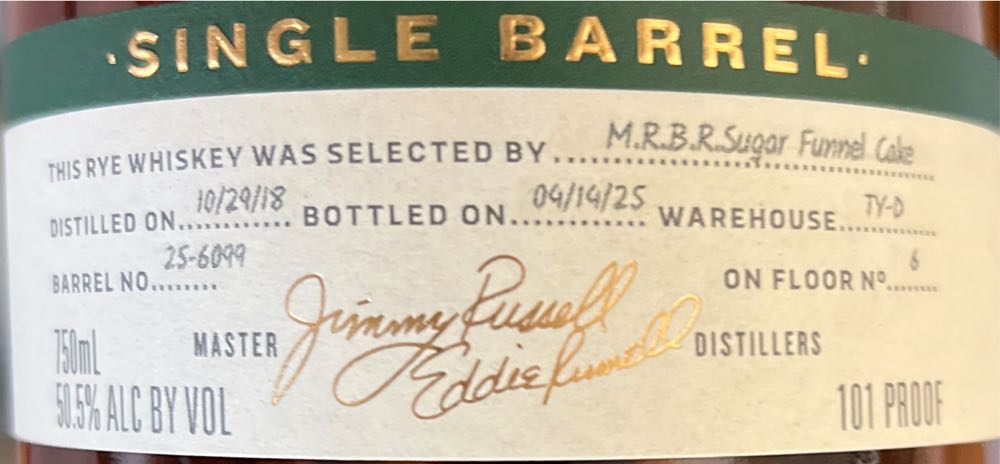 ·SINGLE BARREL·
THIS RYE WHISKEY WAS SELECTED BY M.R.B.R. Sugar Funnel Cake
DISTILLED ON 10/29/18 BOTTLED ON 04/14/25 WAREHOUSE TY-D
BARREL NO 25-6099 ON FLOOR Nº 6
Jimmy Russell
750ml MASTER Eddie Russell DISTILLERS
50.5% ALC BY VOL 101 PROOF